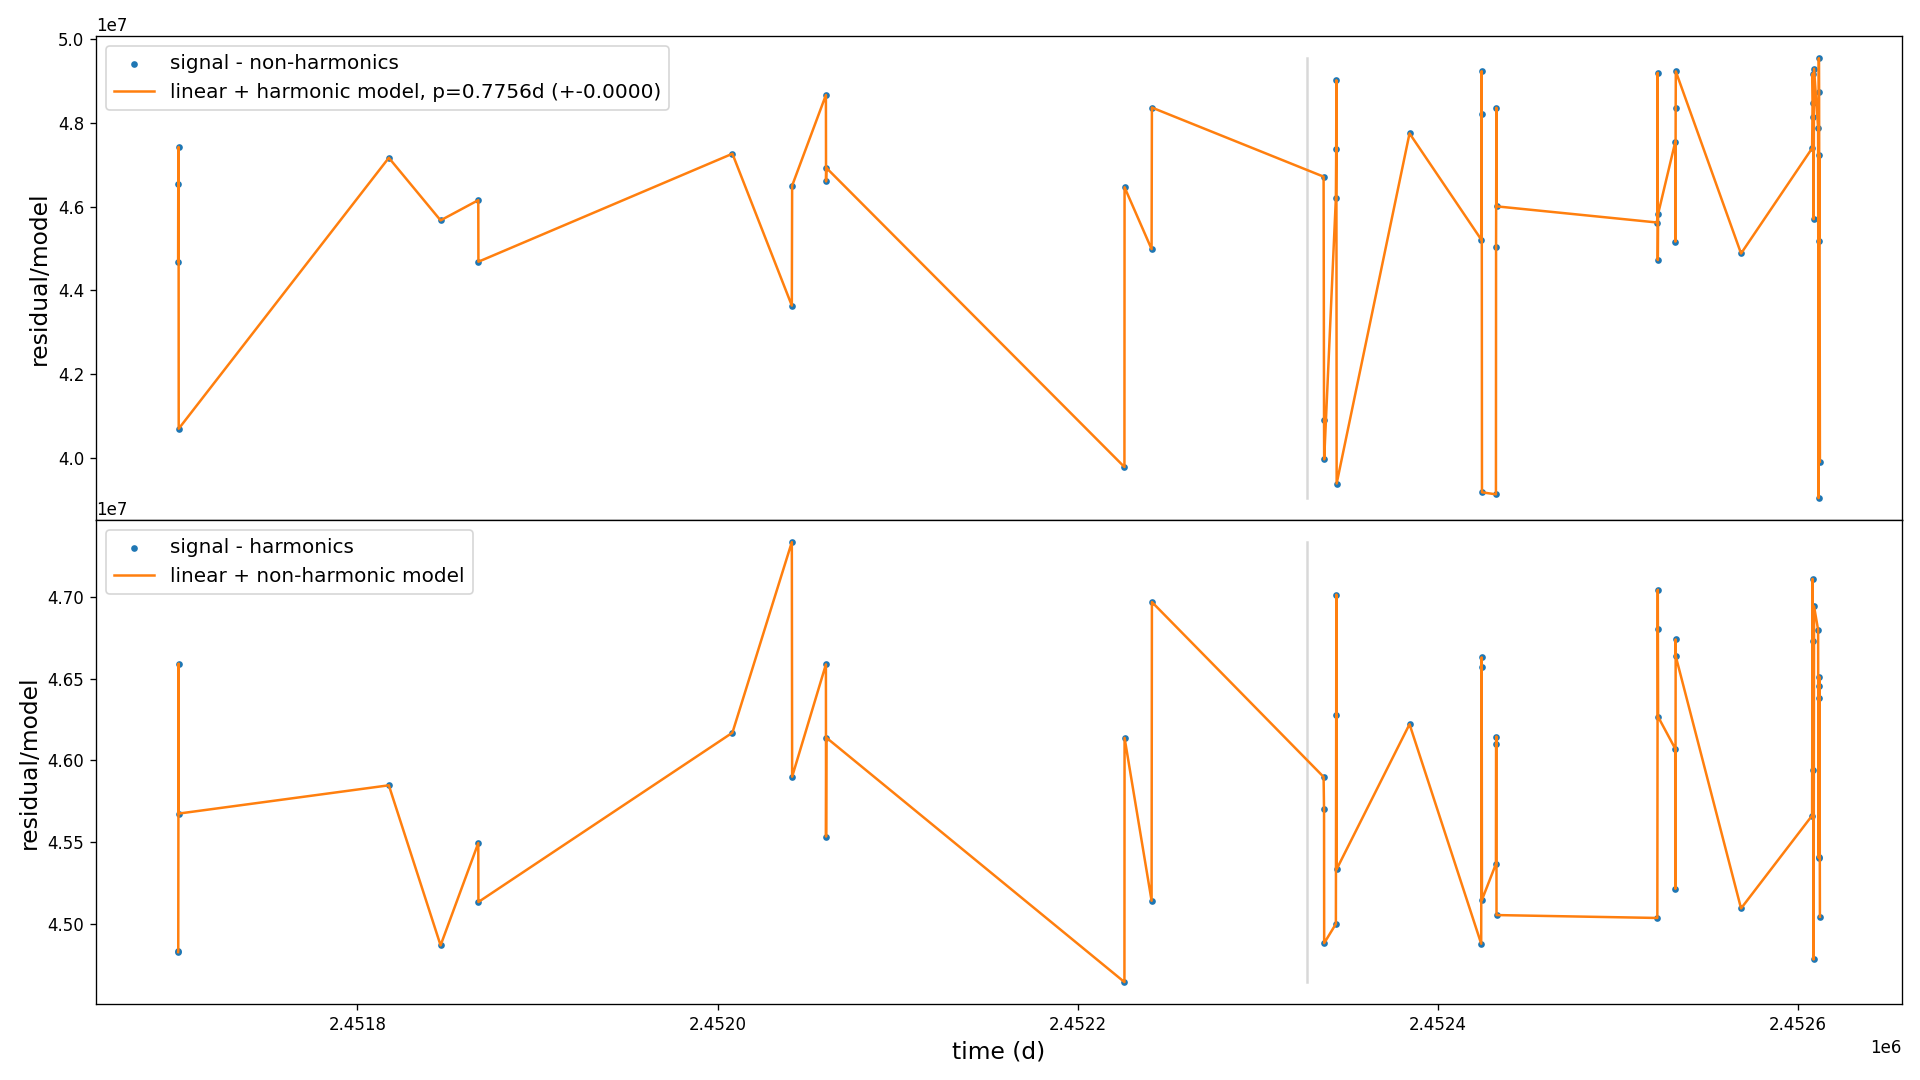 1e7
5.0
signal - non-harmonics
linear + harmonic model, p=0.7756d (+-0.0000)
4.8
4.6
4.4
4.2
4.0
residual/model
1e7
signal - harmonics
linear + non-harmonic model
4.70
4.65
4.60
4.55
4.50
residual/model
2.4518
2.4520
2.4522
2.4524
2.4526
time (d)
1e6